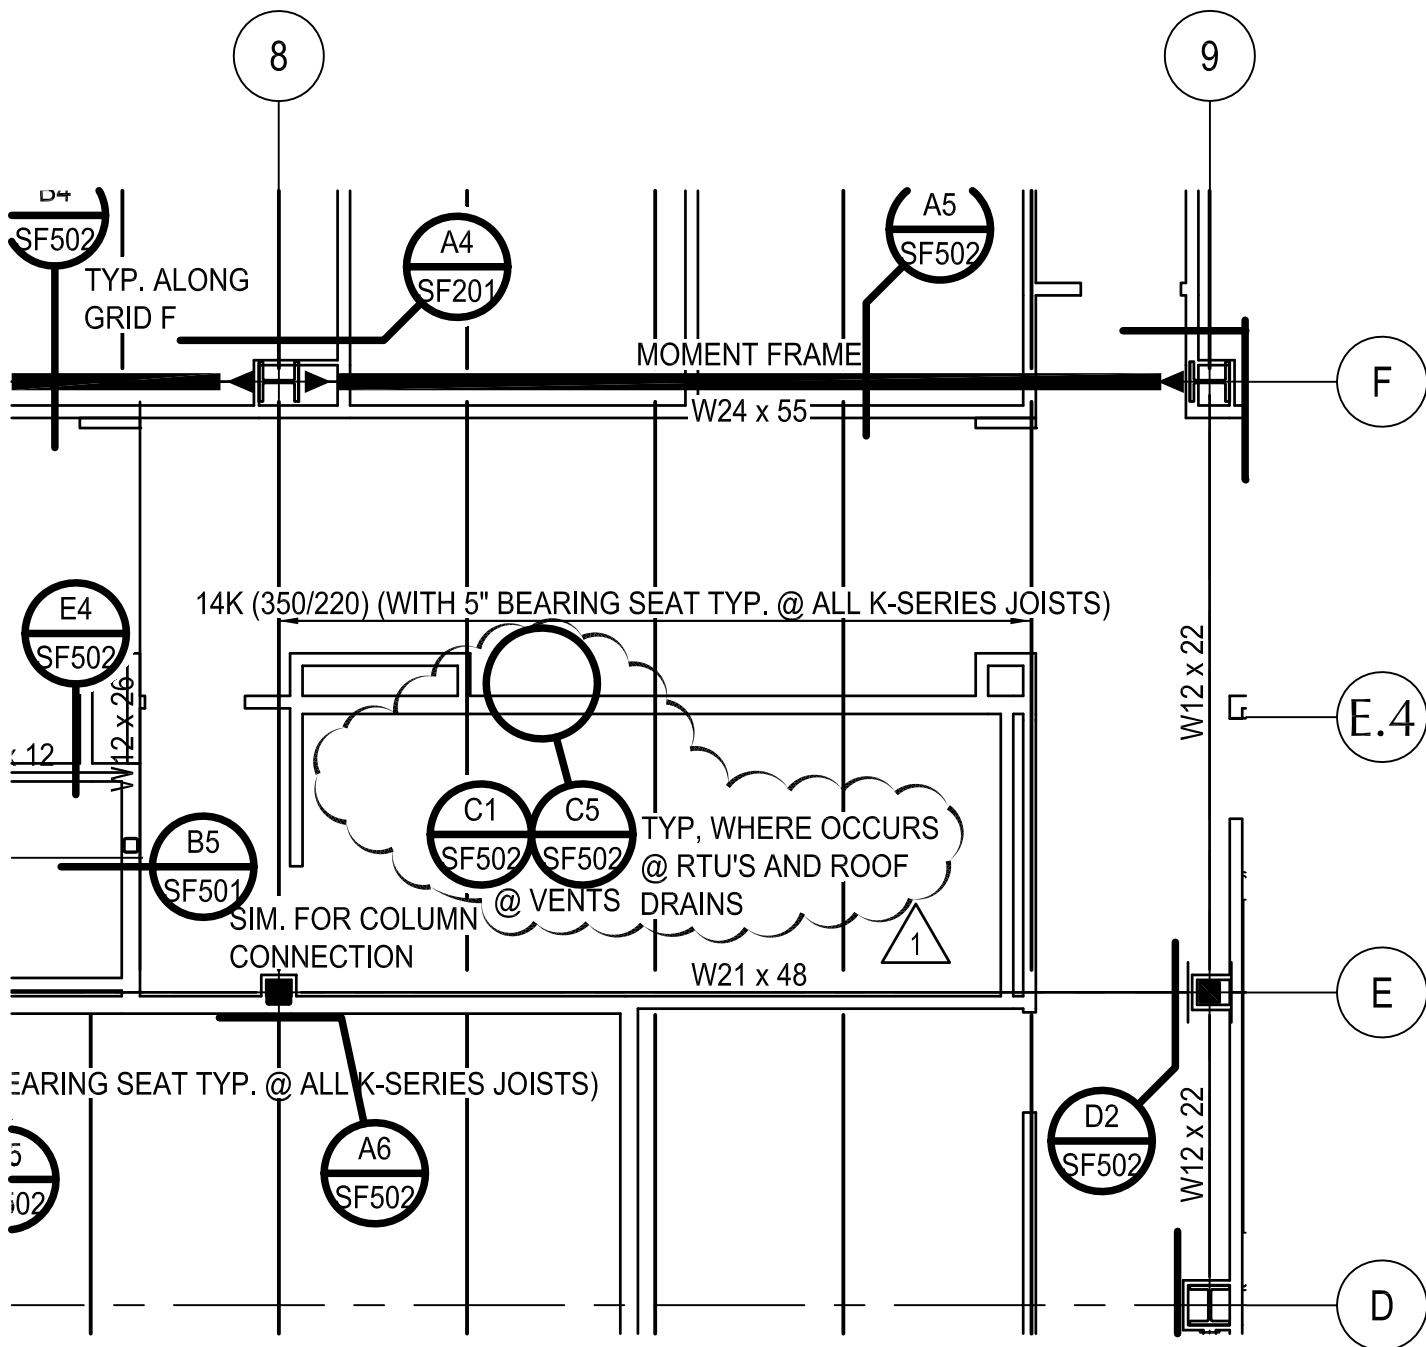 8
9
B4
SF502
TYP. ALONG
GRID F
A4
SF201
A5
SF502
MOMENT FRAME
W24 x 55
F
14K (350/220) (WITH 5" BEARING SEAT TYP. @ ALL K-SERIES JOISTS)
E4
SF502
W12 x 26
12
W12 x 22
E.4
C1
SF502
@ VENTS
C5
SF502
TYP, WHERE OCCURS
@ RTU'S AND ROOF
DRAINS
1
B5
SF501
SIM. FOR COLUMN
CONNECTION
W21 x 48
E
EARING SEAT TYP. @ ALL K-SERIES JOISTS)
A6
SF502
D2
SF502
W12 x 22
5
502
D